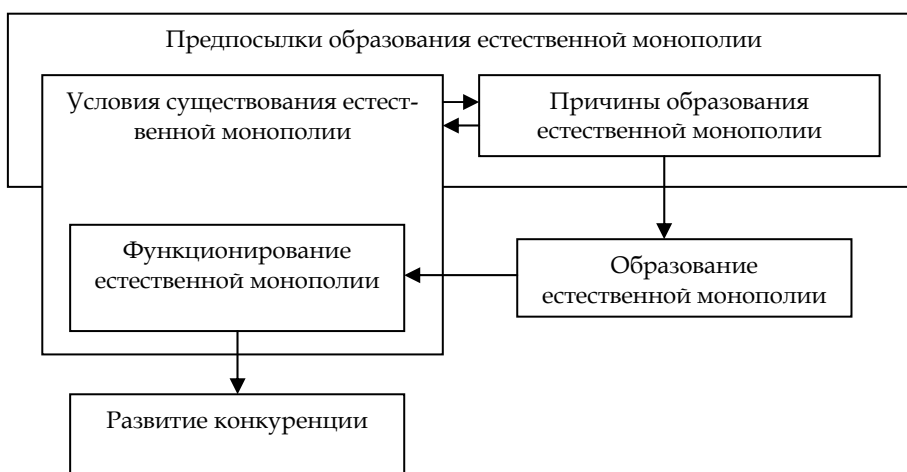 Предпосылки образования естественной монополии
Условия существования естест-
венной монополии
Причины образования
естественной монополии
Функционирование
естественной монополии
Образование
естественной монополии
Развитие конкуренции